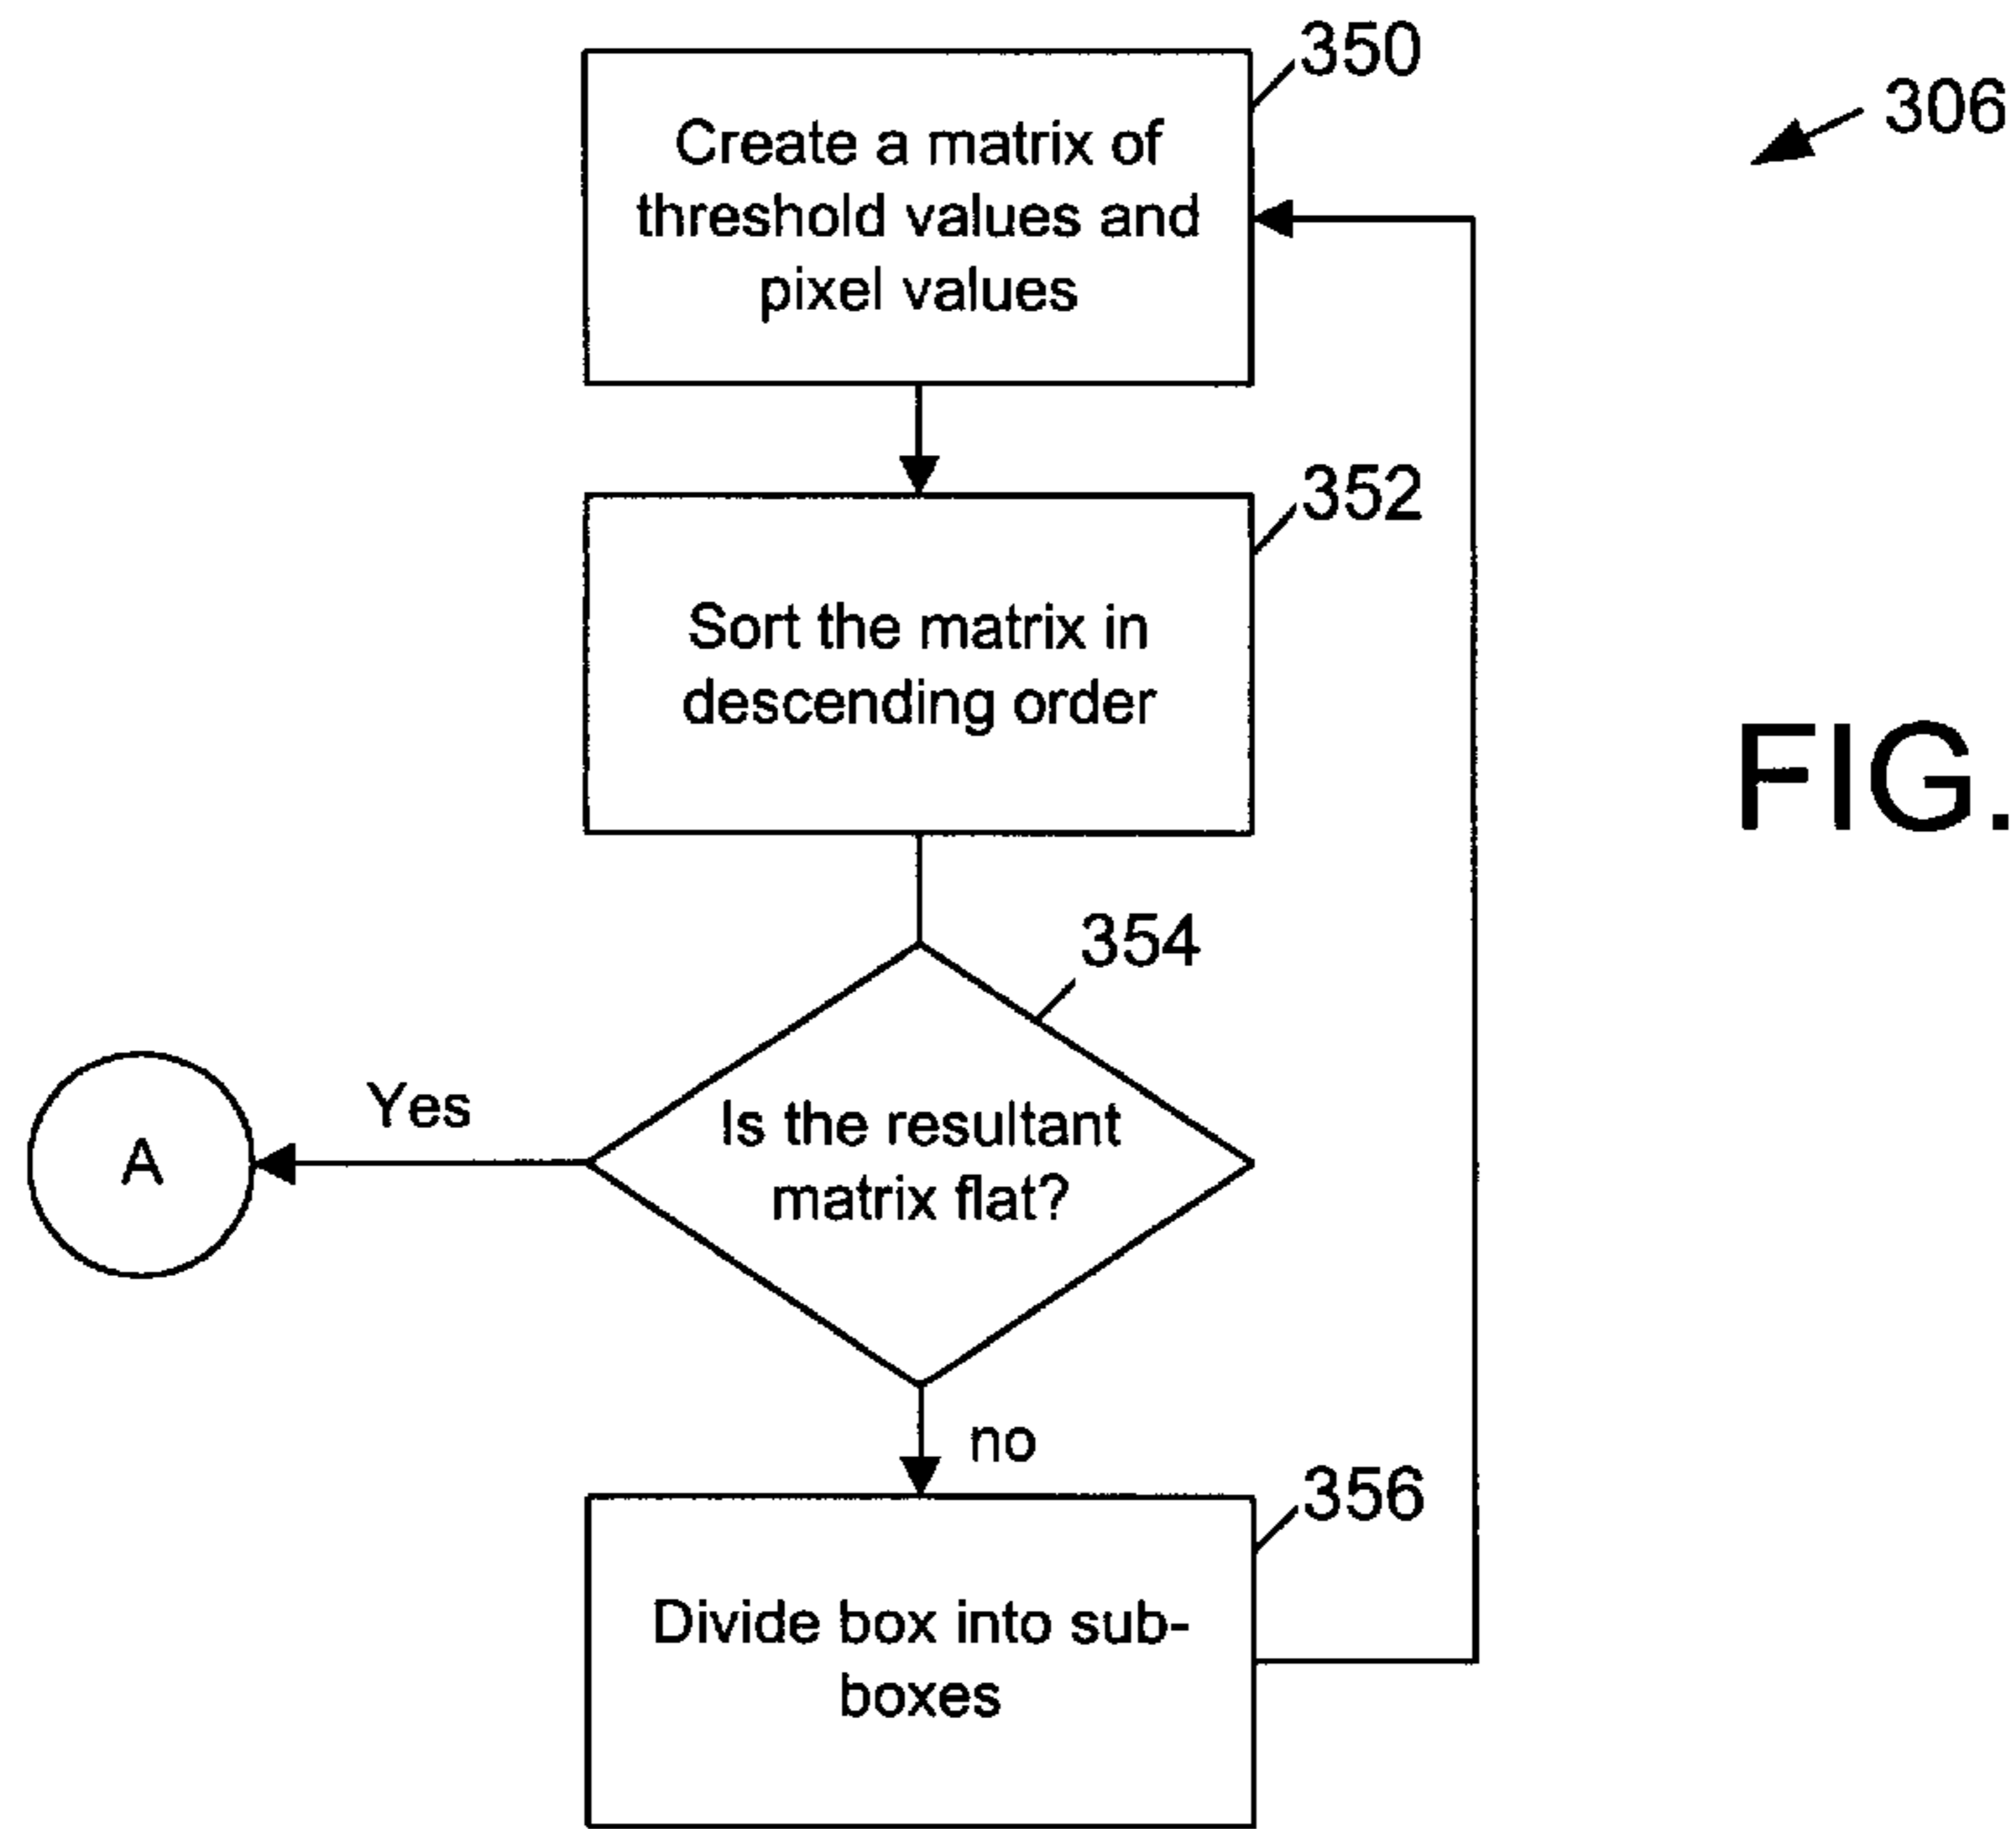 350
306
Create a matrix of
threshold values and
pixel values
352
Sort the matrix in
descending order
FIG.
354
Is the resultant
matrix flat?
Yes
A
no
356
Divide box into sub-
boxes